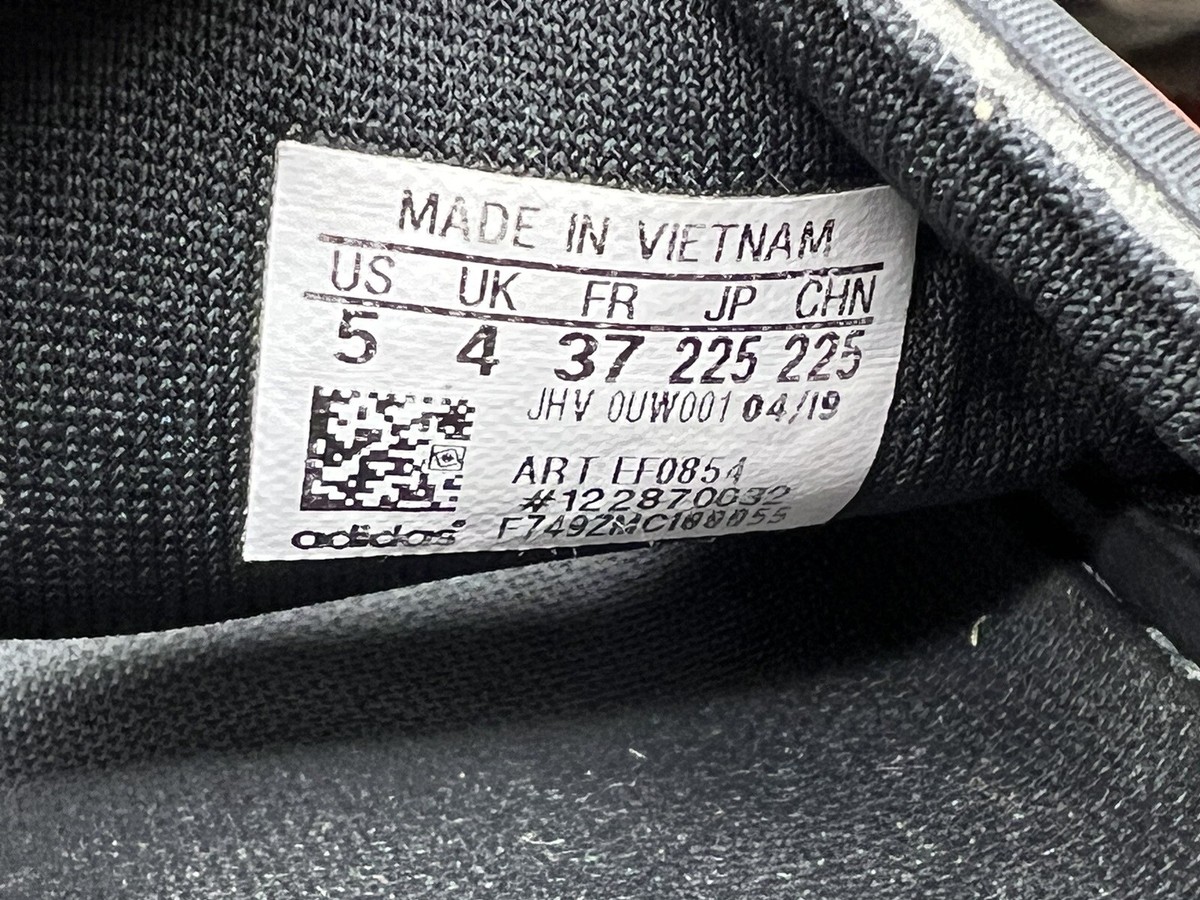 MADE IN VIETNAM
US UK FR JP CHN
5 4 37 225 225
JHV 0UW001 04/19
ART EF0854
#122870032
F749ZMC100055
adidas